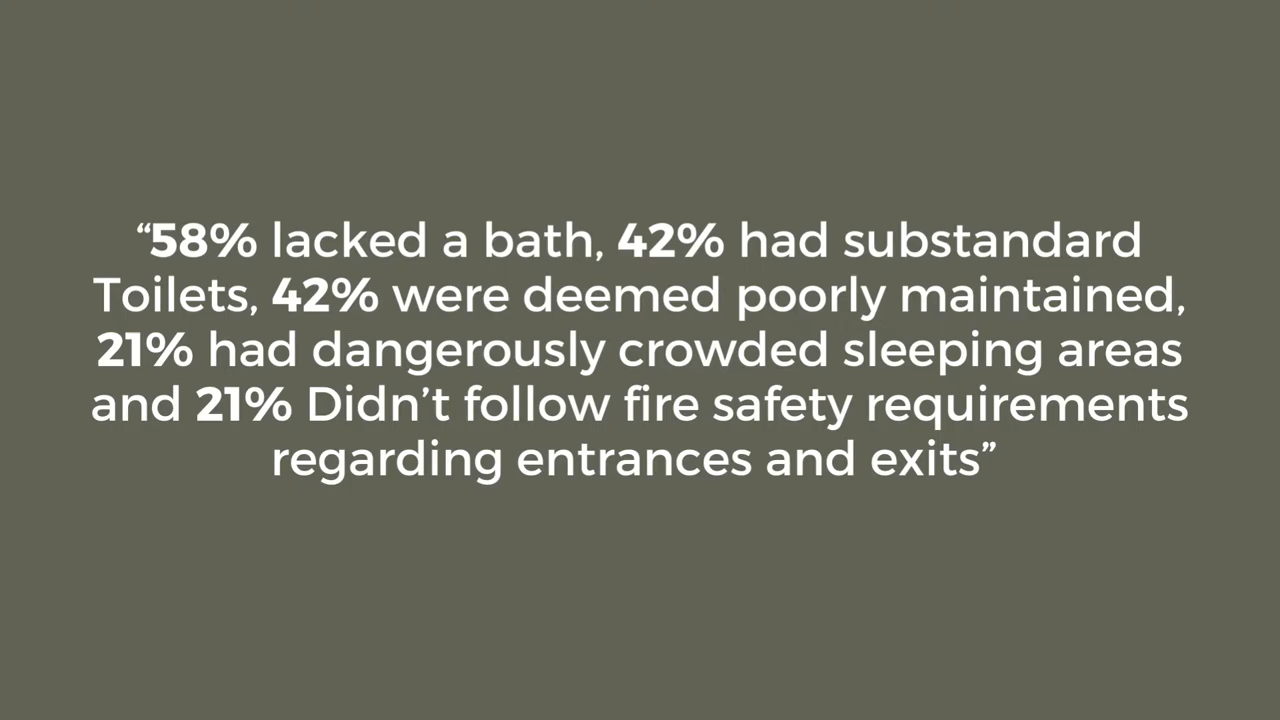 “58% lacked a bath, 42% had substandard
Toilets, 42% were deemed poorly maintained,
21% had dangerously crowded sleeping areas
and 21% Didn’t follow fire safety requirements
regarding entrances and exits”